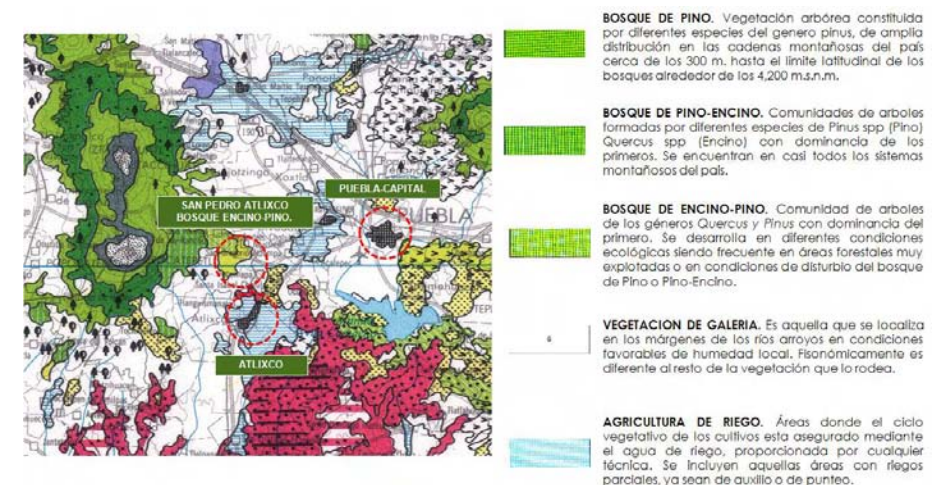 SAN PEDRO ATLIXCO
BOSQUE ENCINO-PINO.
PUEBLA-CAPITAL
PUEBLA
Atlixco
ATLIXCO
BOSQUE DE PINO. Vegetación arbórea constituida
por diferentes especies del genero pinus, de amplia
distribución en las cadenas montañosas del país
cerca de los 300 m. hasta el limite latitudinal de los
bosques alrededor de los 4,200 m.s.n.m.
BOSQUE DE PINO-ENCINO. Comunidades de arboles
formadas por diferentes especies de Pinus spp (Pino)
Quercus spp (Encino) con dominancia de los
primeros. Se encuentran en casi todos los sistemas
montañosos del país.
BOSQUE DE ENCINO-PINO. Comunidad de arboles
de los géneros Quercus y Pinus con dominancia del
primero. Se desarrolla en diferentes condiciones
ecológicas siendo frecuente en áreas forestales muy
explotadas o en condiciones de disturbio del bosque
de Pino o Pino-Encino.
VEGETACION DE GALERIA. Es aquella que se localiza
en los márgenes de los ríos arroyos en condiciones
favorables de humedad local. Fisonómicamente es
diferente al resto de la vegetación que lo rodea.
AGRICULTURA DE RIEGO. Áreas donde el ciclo
vegetativo de los cultivos esta asegurado mediante
el agua de riego, proporcionada por cualquier
técnica. Se incluyen aquellas áreas con riegos
parciales, ya sean de auxilio o de punteo.